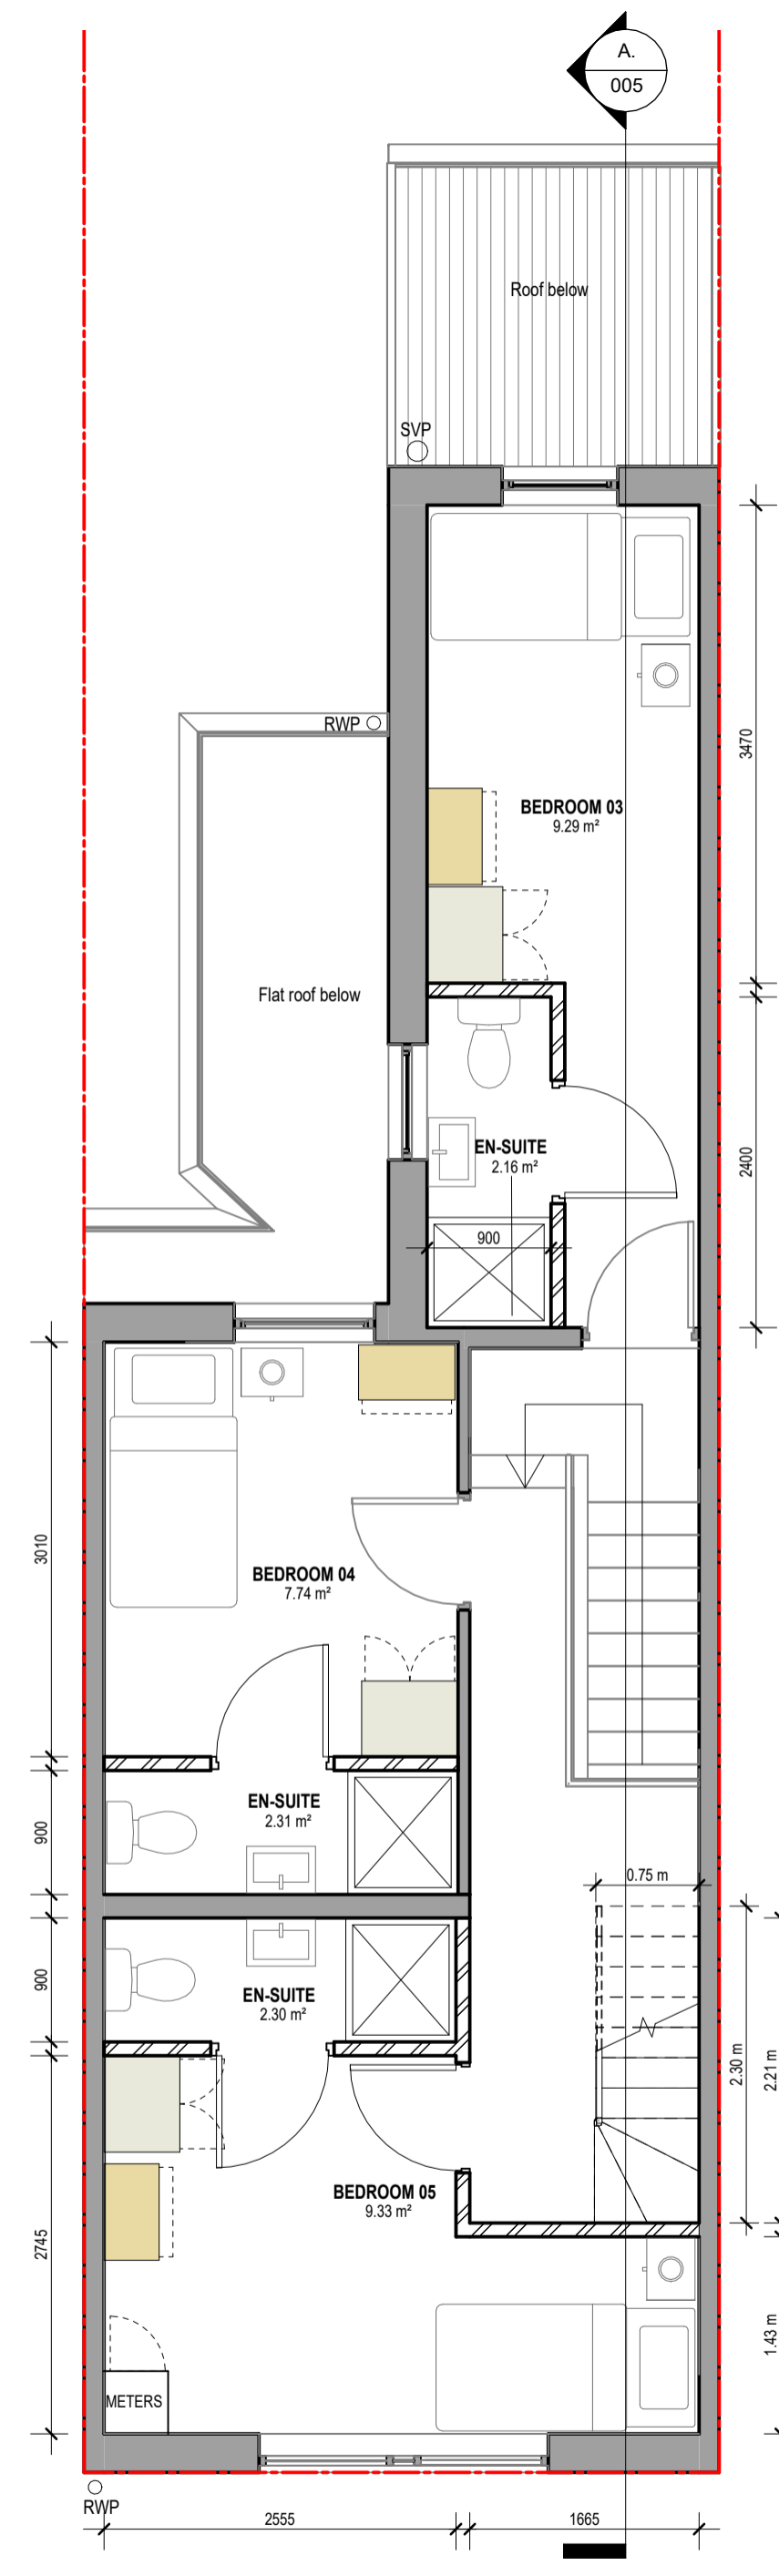 A.
005
Roof below
SVP
RWP
3470
BEDROOM 03
9.29 m²
Flat roof below
EN-SUITE
2.16 m²
2400
900
3010
BEDROOM 04
7.74 m²
EN-SUITE
2.31 m²
900
0.75 m
900
EN-SUITE
2.30 m²
2.30 m
2.21 m
BEDROOM 05
9.33 m²
2745
1.43 m
METERS
RWP
2555
1665